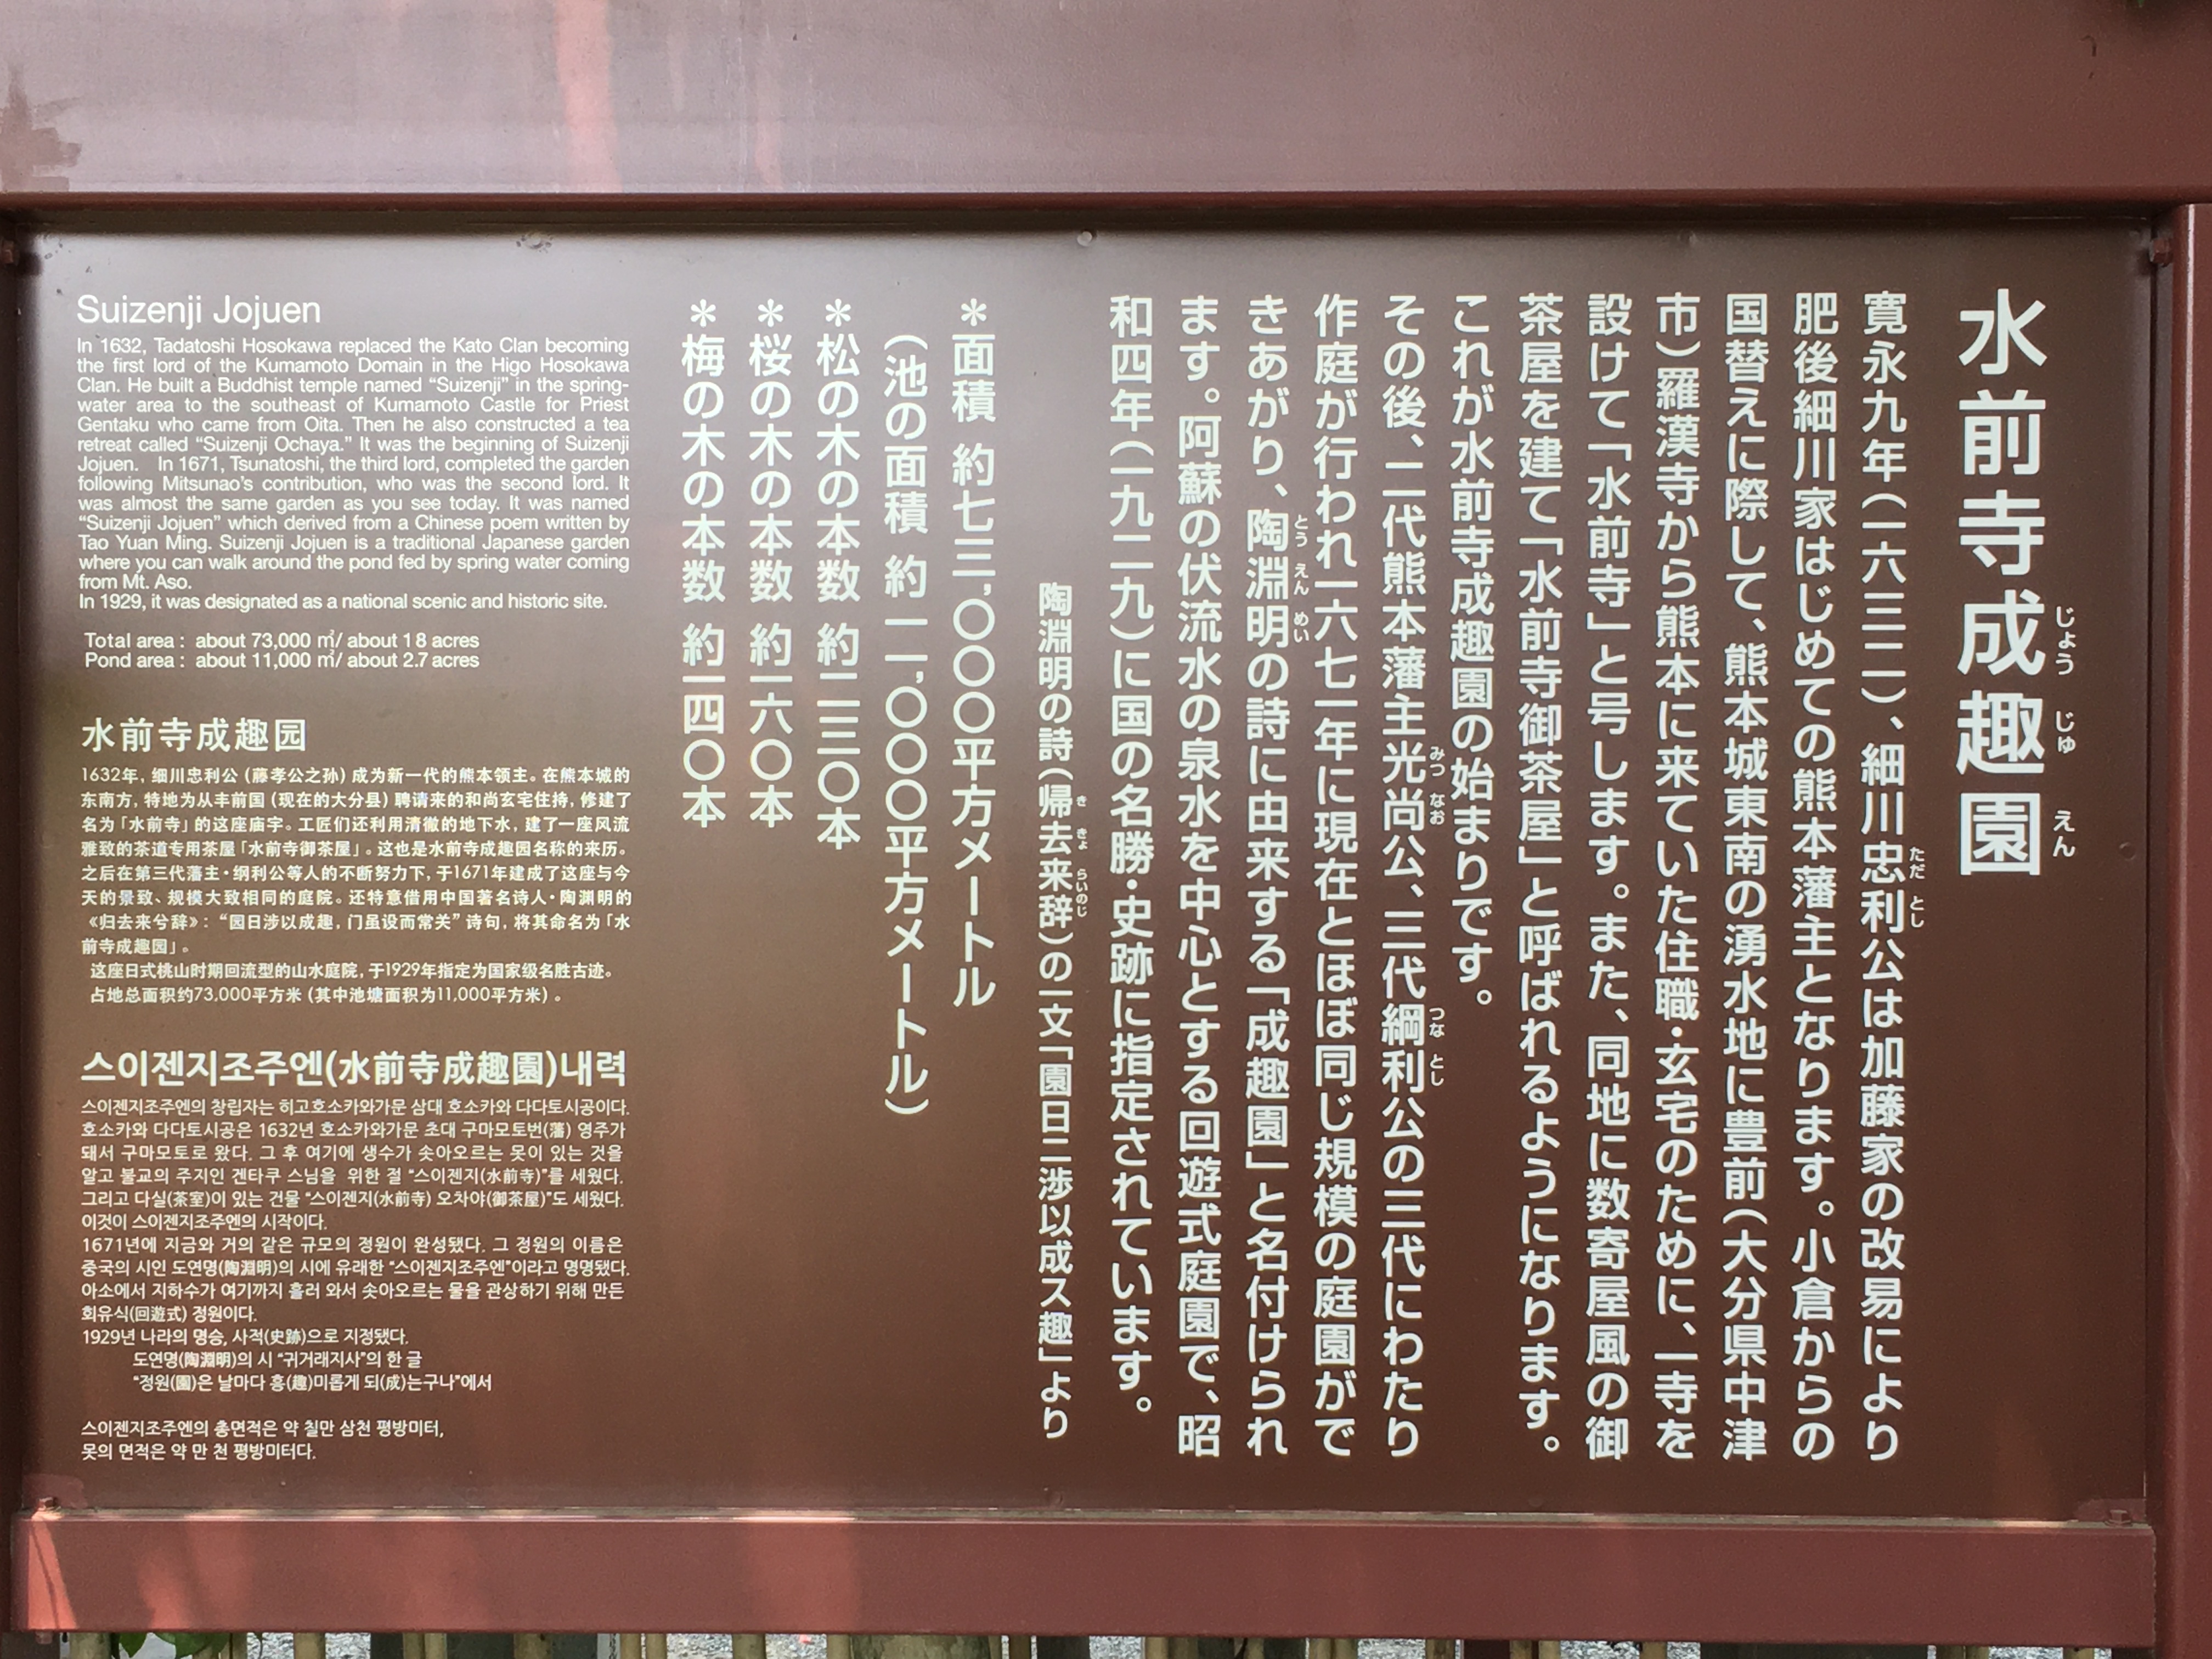 水前寺成趣園
じょう じゅ えん
寛永九年（一六三二）、細川忠利公は加藤家の改易により
ただ とし
肥後細川家はじめての熊本藩主となります。小倉からの
国替えに際して、熊本城東南の湧水地に豊前（大分県中津
市）羅漢寺から熊本に来ていた住職・玄宅のために、一寺を
設けて「水前寺」と号します。また、同地に数寄屋風の御
茶屋を建て「水前寺御茶屋」と呼ばれるようになります。
これが水前寺成趣園の始まりです。
その後、二代熊本藩主光尚公、三代綱利公の三代にわたり
みつ なお つな とし
作庭が行われ一六七一年に現在とほぼ同じ規模の庭園がで
きあがり、陶淵明の詩に由来する「成趣園」と名付けられ
とう えん めい
ます。阿蘇の伏流水の泉水を中心とする回遊式庭園で、昭
和四年（一九二九）に国の名勝・史跡に指定されています。
陶淵明の詩（帰去来辞）の一文「園日二渉以成ス趣」より
き きょ らいのじ
＊面積 約七三，〇〇〇平方メートル
（池の面積 約一一，〇〇〇平方メートル）
＊松の木の本数 約二三〇本
＊桜の木の本数 約一六〇本
＊梅の木の本数 約一四〇本
Suizenji Jojuen
In 1632, Tadatoshi Hosokawa replaced the Kato Clan becoming
the first lord of the Kumamoto Domain in the Higo Hosokawa
Clan. He built a Buddhist temple named “Suizenji” in the spring-
water area to the southeast of Kumamoto Castle for Priest
Gentaku who came from Oita. Then he also constructed a tea
retreat called “Suizenji Ochaya.” It was the beginning of Suizenji
Jojuen. In 1671, Tsunatoshi, the third lord, completed the garden
following Mitsunao’s contribution, who was the second lord. It
was almost the same garden as you see today. It was named
“Suizenji Jojuen” which derived from a Chinese poem written by
Tao Yuan Ming. Suizenji Jojuen is a traditional Japanese garden
where you can walk around the pond fed by spring water coming
from Mt. Aso.
In 1929, it was designated as a national scenic and historic site.
Total area : about 73,000 ㎡/ about 18 acres
Pond area : about 11,000 ㎡/ about 2.7 acres
水前寺成趣园
1632年，细川忠利公（藤孝公之孙）成为新一代的熊本领主。在熊本城的
东南方，特地为从丰前国（现在的大分县）聘请来的和尚玄宅住持，修建了
名为「水前寺」的这座庙宇。工匠们还利用清徹的地下水，建了一座风流
雅致的茶道专用茶屋「水前寺御茶屋」。这也是水前寺成趣园名称的来历。
之后在第三代藩主・纲利公等人的不断努力下，于1671年建成了这座与今
天的景致、规模大致相同的庭院。还特意借用中国著名诗人・陶渊明的
《归去来兮辞》：“园日涉以成趣，门虽设而常关”诗句，将其命名为「水
前寺成趣园」。
这座日式桃山时期回流型的山水庭院，于1929年指定为国家级名胜古迹。
占地总面积约73,000平方米（其中池塘面积为11,000平方米）。
스이젠지조주엔(水前寺成趣園)내력
스이젠지조주엔의 창립자는 히고호소카와가문 삼대 호소카와 다다토시공이다.
호소카와 다다토시공은 1632년 호소카와가문 초대 구마모토번(藩) 영주가
돼서 구마모토로 왔다. 그 후 여기에 생수가 솟아오르는 못이 있는 것을
알고 불교의 주지인 겐타쿠 스님을 위한 절 “스이젠지(水前寺)”를 세웠다.
그리고 다실(茶室)이 있는 건물 “스이젠지(水前寺) 오차야(御茶屋)”도 세웠다.
이것이 스이젠지조주엔의 시작이다.
1671년에 지금와 거의 같은 규모의 정원이 완성됐다. 그 정원의 이름은
중국의 시인 도연명(陶淵明)의 시에 유래한 “스이젠지조주엔”이라고 명명됐다.
아소에서 지하수가 여기까지 흘러 와서 솟아오르는 물을 관상하기 위해 만든
회유식(回遊式) 정원이다.
1929년 나라의 명승, 사적(史跡)으로 지정됐다.
도연명(陶淵明)의 시 “귀거래지사”의 한 글
“정원(園)은 날마다 흥(趣)미롭게 되(成)는구나”에서
스이젠지조주엔의 총면적은 약 칠만 삼천 평방미터,
못의 면적은 약 만 천 평방미터다.